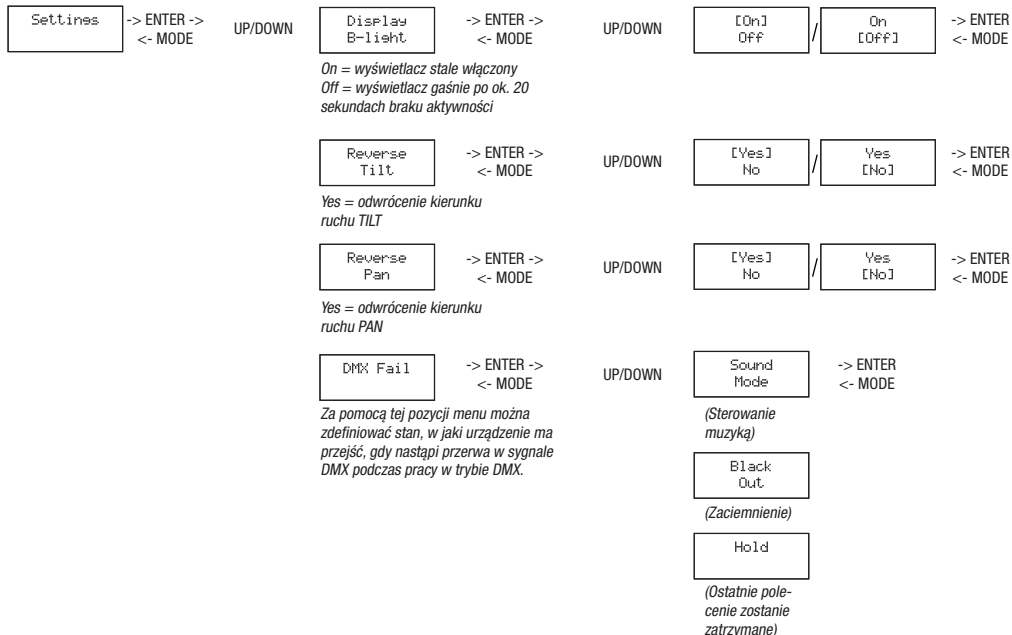 Settings -> ENTER -> UP/DOWN Display -> ENTER -> UP/DOWN [On] / On -> ENTER
<- MODE B-light <- MODE Off [Off] <- MODE
On = wyświetlacz stale włączony
Off = wyświetlacz gaśnie po ok. 20
sekundach braku aktywności
Reverse -> ENTER -> UP/DOWN [Yes] / Yes -> ENTER
Tilt <- MODE No [No] <- MODE
Yes = odwrócenie kierunku
ruchu TILT
Reverse -> ENTER -> UP/DOWN [Yes] / Yes -> ENTER
Pan <- MODE No [No] <- MODE
Yes = odwrócenie kierunku
ruchu PAN
DMX Fail -> ENTER -> UP/DOWN Sound -> ENTER
<- MODE Mode <- MODE
Za pomocą tej pozycji menu można
zdefiniować stan, w jaki urządzenie ma
przejść, gdy nastąpi przerwa w sygnale
DMX podczas pracy w trybie DMX.
(Sterowanie
muzyką)
Black
Out
(Zaciemnienie)
Hold
(Ostatnie pole-
cenie zostanie
zatrzymane)